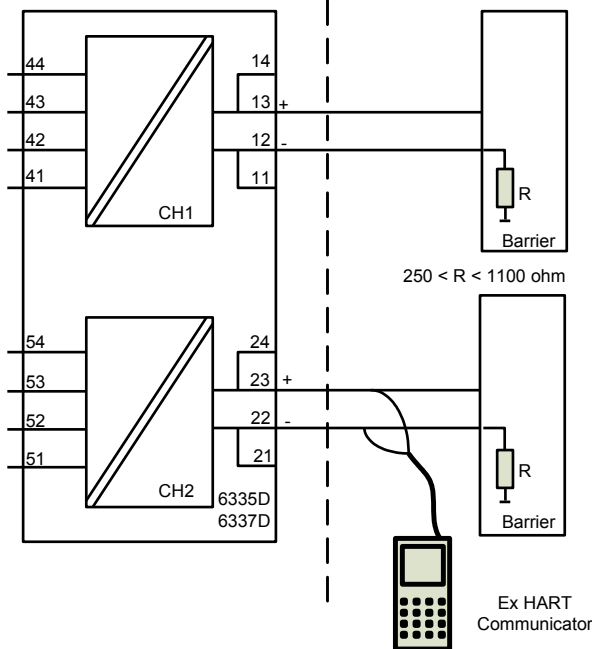 44
43
42
41
14
13 +
12 -
11
CH1
R
Barrier
250 < R < 1100 ohm
54
53
52
51
24
23 +
22 -
21
CH2
6335D
6337D
R
Barrier
Ex HART
Communicator